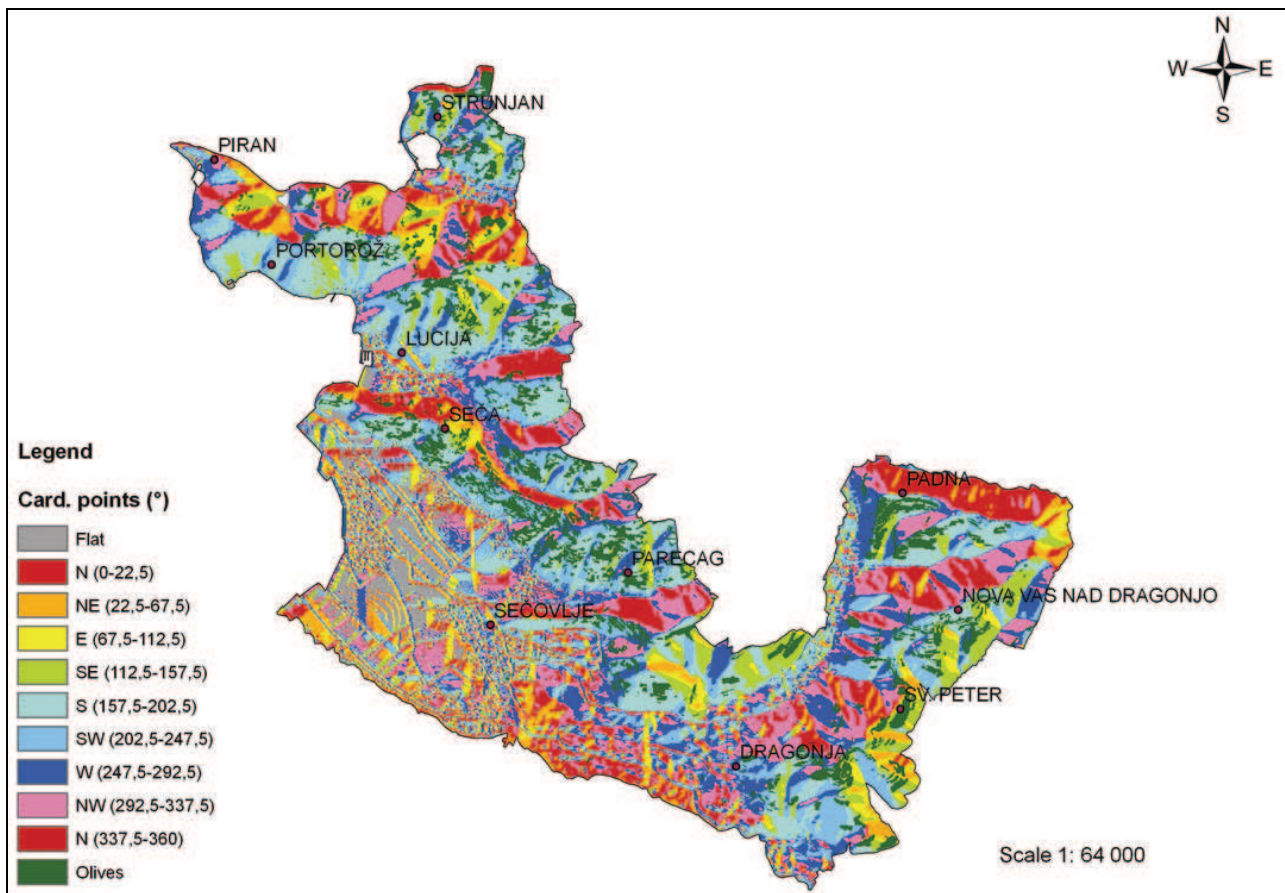 N
W E
S
STRUNJAN
PIRAN
PORTOROŽ
LUCIJA
SEČA
PADNA
PARECAG
NOVA VAS NAD DRAGONJO
SEČOVLJE
SV. PETER
DRAGONJA
Legend
Card. points (°)
Flat
N (0-22,5)
NE (22,5-67,5)
E (67,5-112,5)
SE (112,5-157,5)
S (157,5-202,5)
SW (202,5-247,5)
W (247,5-292,5)
NW (292,5-337,5)
N (337,5-360)
Olives
Scale 1: 64 000